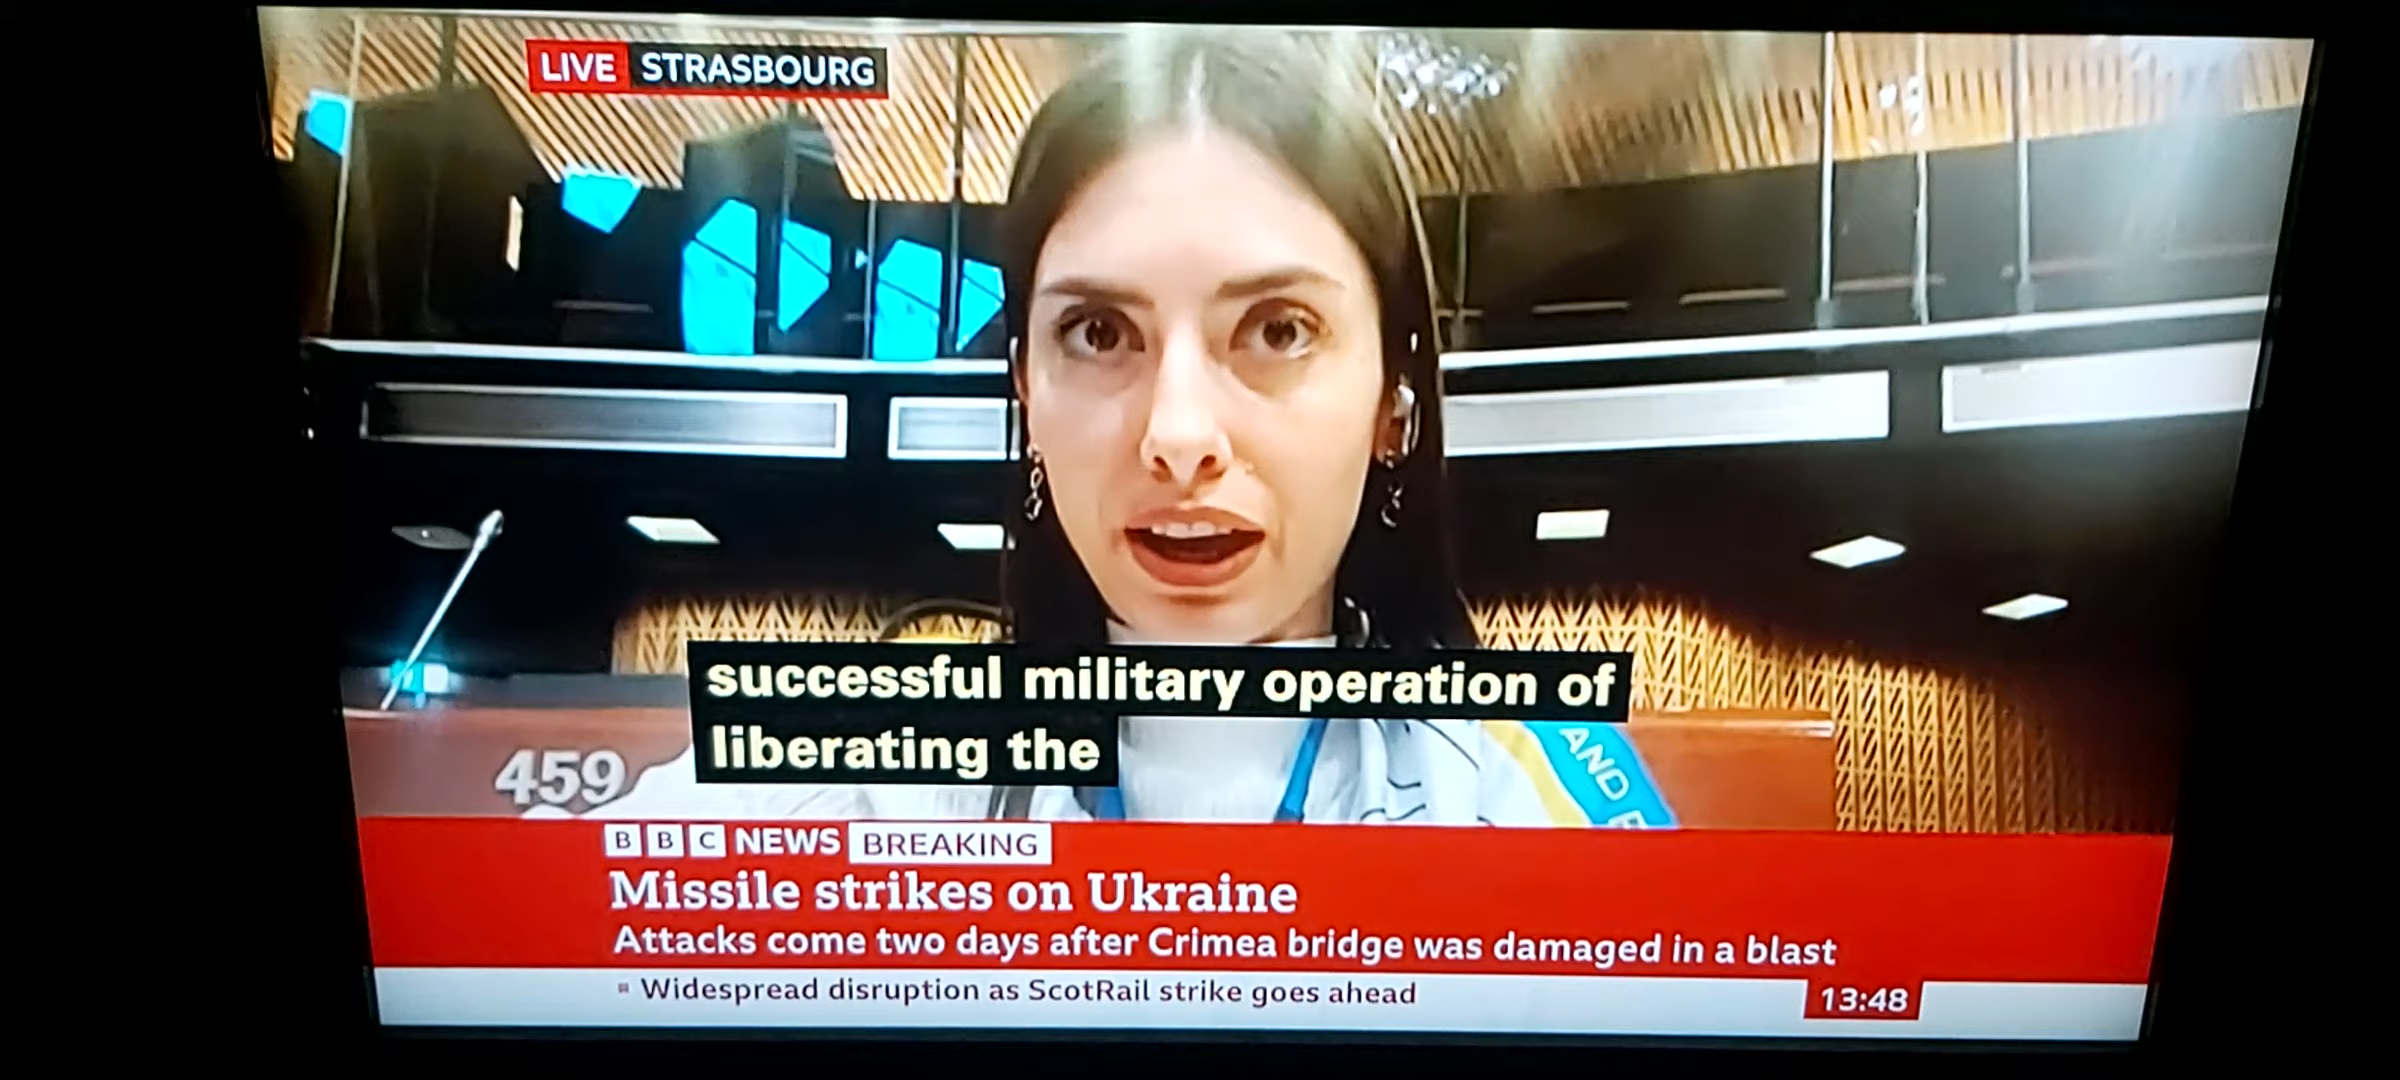 LIVE STRASBOURG
successful military operation of
liberating the
AND
459
BBC NEWS BREAKING
Missile strikes on Ukraine
Attacks come two days after Crimea bridge was damaged in a blast
Widespread disruption as ScotRail strike goes ahead
13:48